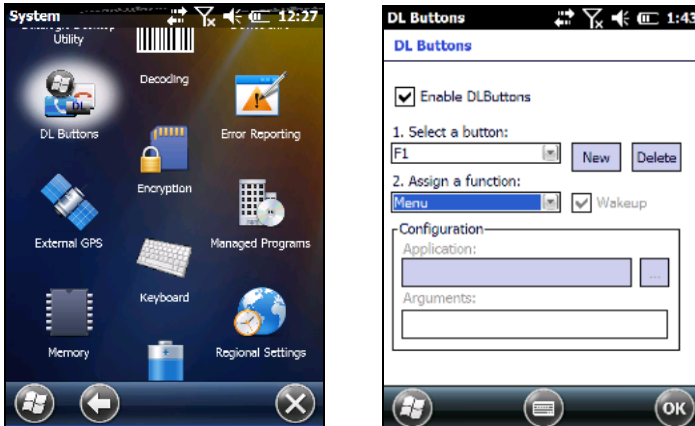 System 12:27
Utility
Decoding
DL
DL Buttons
Error Reporting
Encryption
External GPS
Managed Programs
Keyboard
Memory
Regional Settings
DL Buttons 1:43
DL Buttons
Enable DLButtons
1. Select a button:
F1
New
Delete
2. Assign a function:
Menu
Wakeup
Configuration
Application:
...
Arguments:
OK